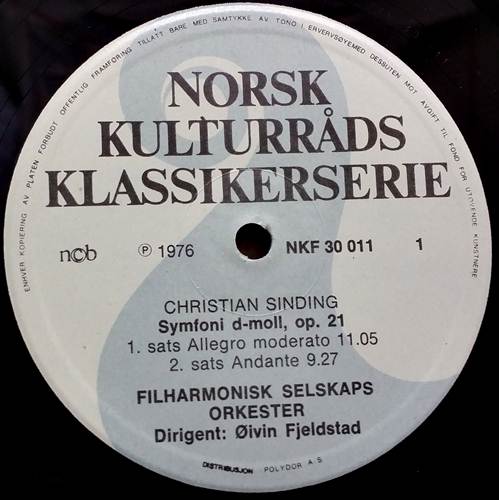 ENHVER KOPIERING AV PLATEN FORBUDT OFFENTLIG FRAMFØRING TILLATT BARE MED SAMTYKKE AV TONO I ERVERVSØYEMED DESSUTEN MOT AVGIFT TIL FOND FOR UTØVENDE KUNSTNERE
NORSK
KULTURRÅDS
KLASSIKERSERIE
ncb
Ⓟ 1976
NKF 30 011
1
CHRISTIAN SINDING
Symfoni d-moll, op. 21
1. sats Allegro moderato 11.05
2. sats Andante 9.27
FILHARMONISK SELSKAPS
ORKESTER
Dirigent: Øivin Fjeldstad
DISTRIBUSJON POLYDOR A·S